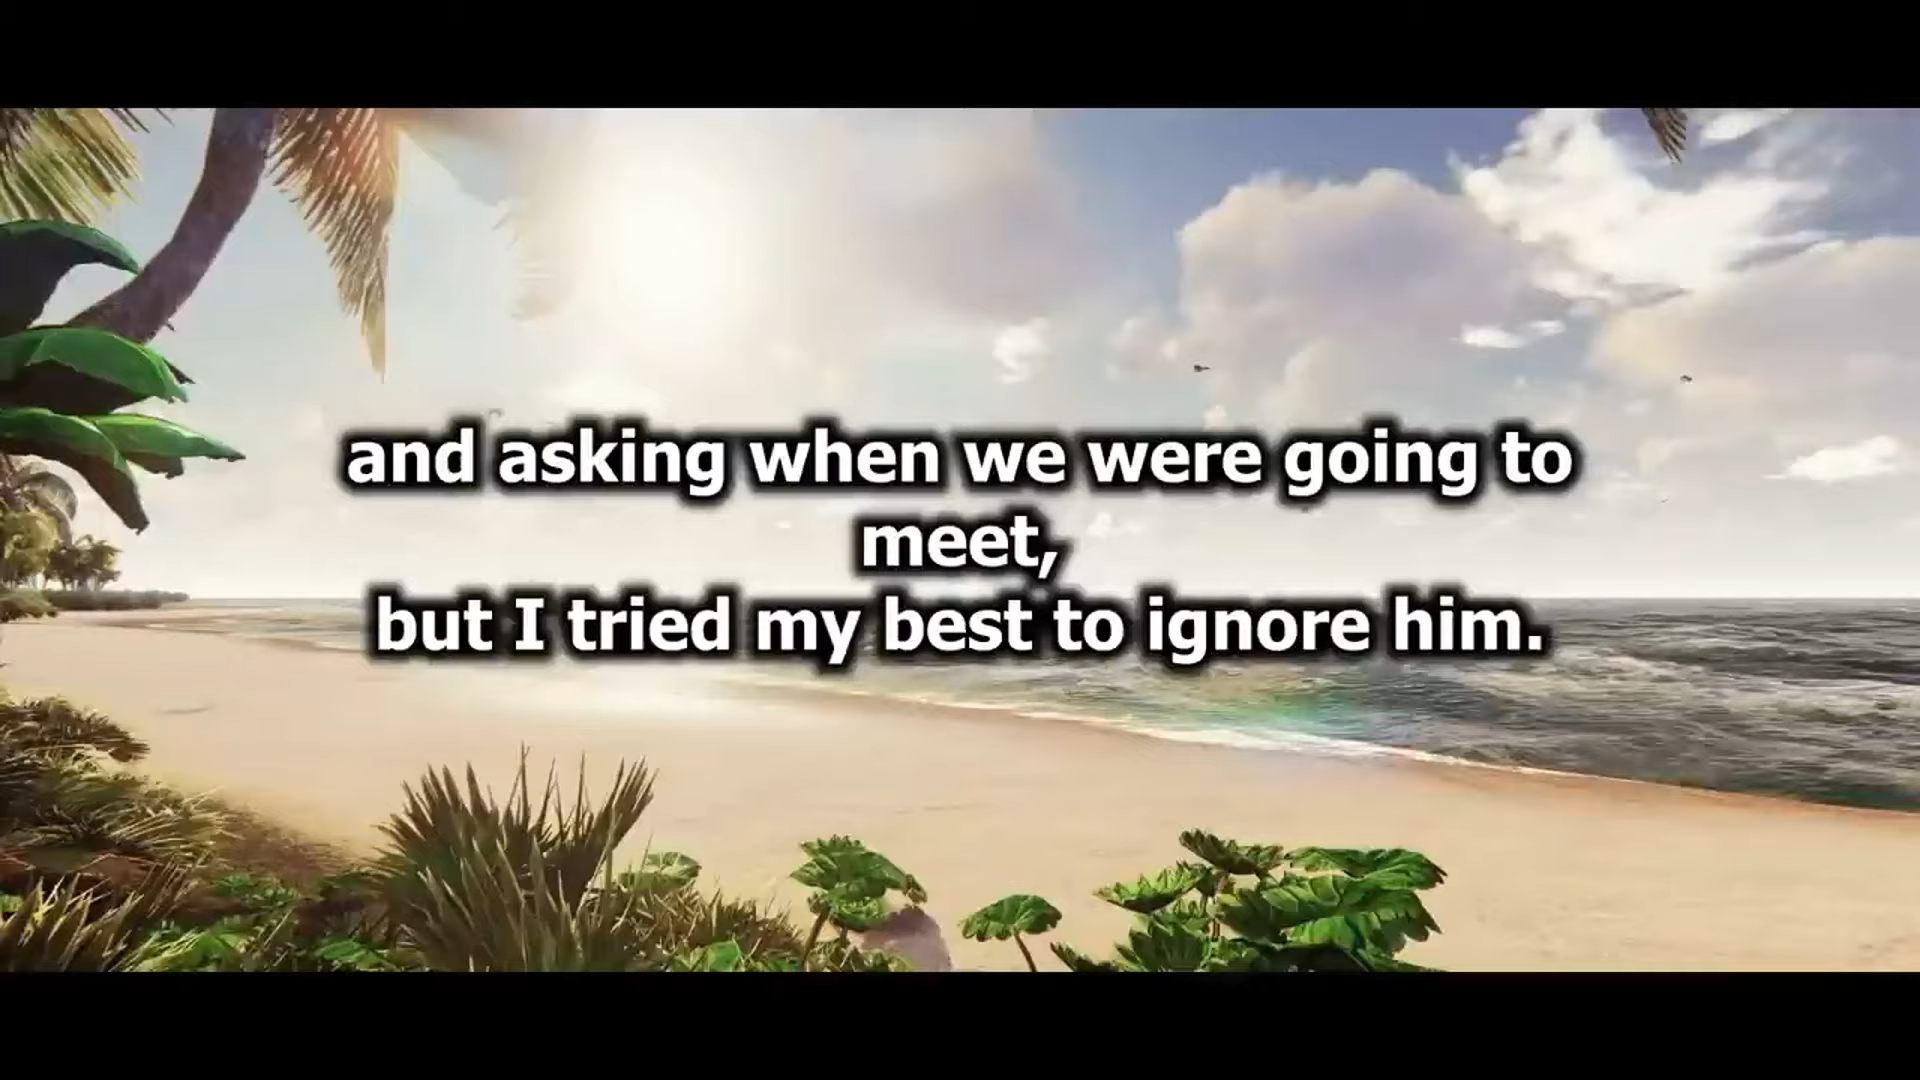 and asking when we were going to
meet,
but I tried my best to ignore him.